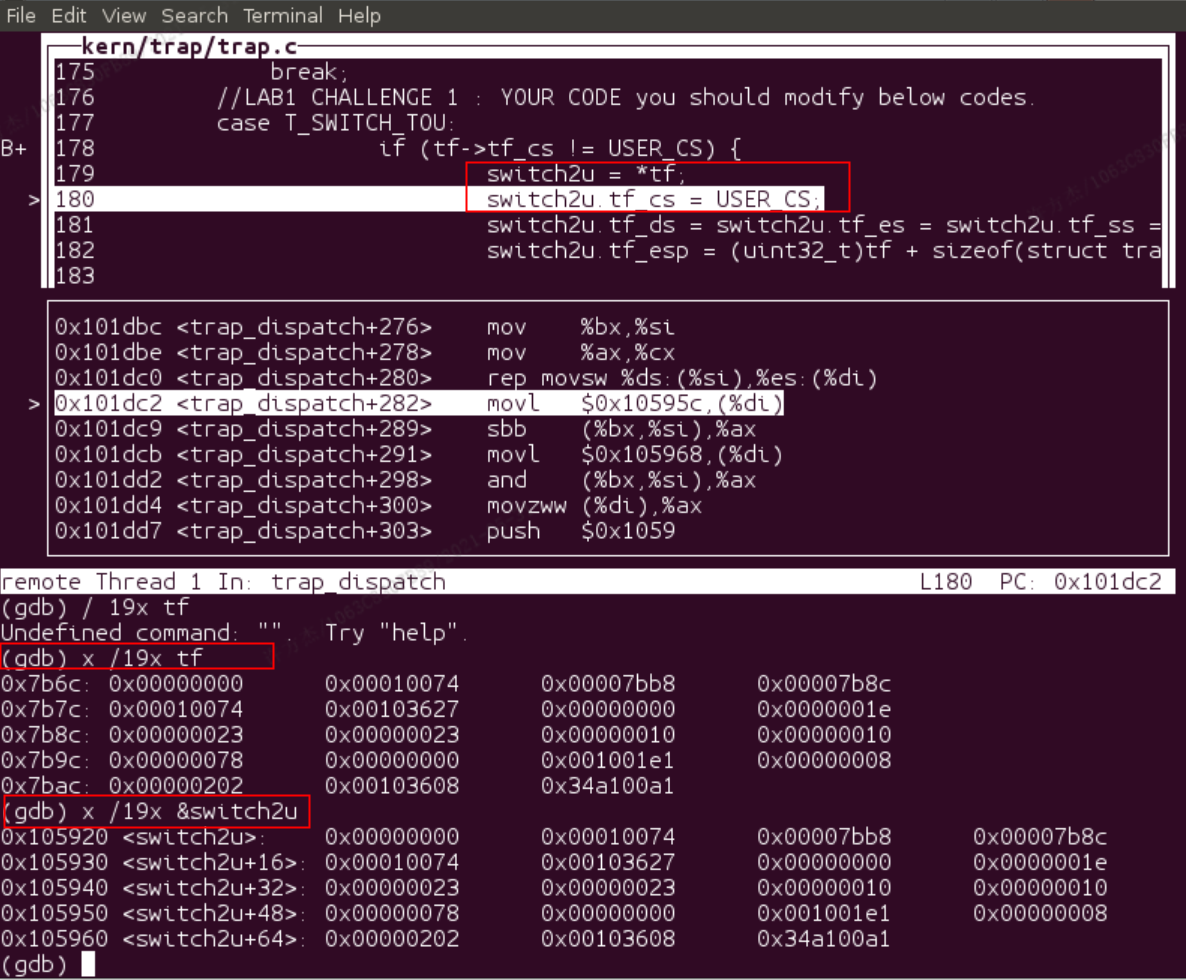 File Edit View Search Terminal Help
kern/trap/trap.c
175 break;
176 //LAB1 CHALLENGE 1 : YOUR CODE you should modify below codes.
177 case T_SWITCH_TOU:
B+ 178 if (tf->tf_cs != USER_CS) {
179 switch2u = *tf;
> 180 switch2u.tf_cs = USER_CS;
181 switch2u.tf_ds = switch2u.tf_es = switch2u.tf_ss =
182 switch2u.tf_esp = (uint32_t)tf + sizeof(struct tra
183
0x101dbc <trap_dispatch+276> mov %bx,%si
0x101dbe <trap_dispatch+278> mov %ax,%cx
0x101dc0 <trap_dispatch+280> rep movsw %ds:(%si),%es:(%di)
> 0x101dc2 <trap_dispatch+282> movl $0x10595c,(%di)
0x101dc9 <trap_dispatch+289> sbb (%bx,%si),%ax
0x101dcb <trap_dispatch+291> movl $0x105968,(%di)
0x101dd2 <trap_dispatch+298> and (%bx,%si),%ax
0x101dd4 <trap_dispatch+300> movzww (%di),%ax
0x101dd7 <trap_dispatch+303> push $0x1059
remote Thread 1 In: trap_dispatch L180 PC: 0x101dc2
(gdb) / 19x tf
Undefined command: "". Try "help".
(gdb) x /19x tf
0x7b6c: 0x00000000 0x00010074 0x00007bb8 0x00007b8c
0x7b7c: 0x00010074 0x00103627 0x00000000 0x0000001e
0x7b8c: 0x00000023 0x00000023 0x00000010 0x00000010
0x7b9c: 0x00000078 0x00000000 0x001001e1 0x00000008
0x7bac: 0x00000202 0x00103608 0x34a100a1
(gdb) x /19x &switch2u
0x105920 <switch2u>: 0x00000000 0x00010074 0x00007bb8 0x00007b8c
0x105930 <switch2u+16>: 0x00010074 0x00103627 0x00000000 0x0000001e
0x105940 <switch2u+32>: 0x00000023 0x00000023 0x00000010 0x00000010
0x105950 <switch2u+48>: 0x00000078 0x00000000 0x001001e1 0x00000008
0x105960 <switch2u+64>: 0x00000202 0x00103608 0x34a100a1
(gdb)